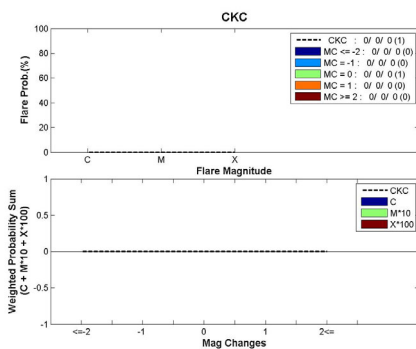 CKC
Flare Prob.(%)
100
80
60
40
20
0
C M X
Flare Magnitude
CKC : 0/ 0/ 0 (1)
MC <= -2 : 0/ 0/ 0 (0)
MC = -1 : 0/ 0/ 0 (0)
MC = 0 : 0/ 0/ 0 (1)
MC = 1 : 0/ 0/ 0 (0)
MC >= 2 : 0/ 0/ 0 (0)
Weighted Probability Sum
(C + M*10 + X*100)
1
0.5
0
-0.5
-1
<=-2 -1 0 1 2<=
Mag Changes
CKC
C
M*10
X*100